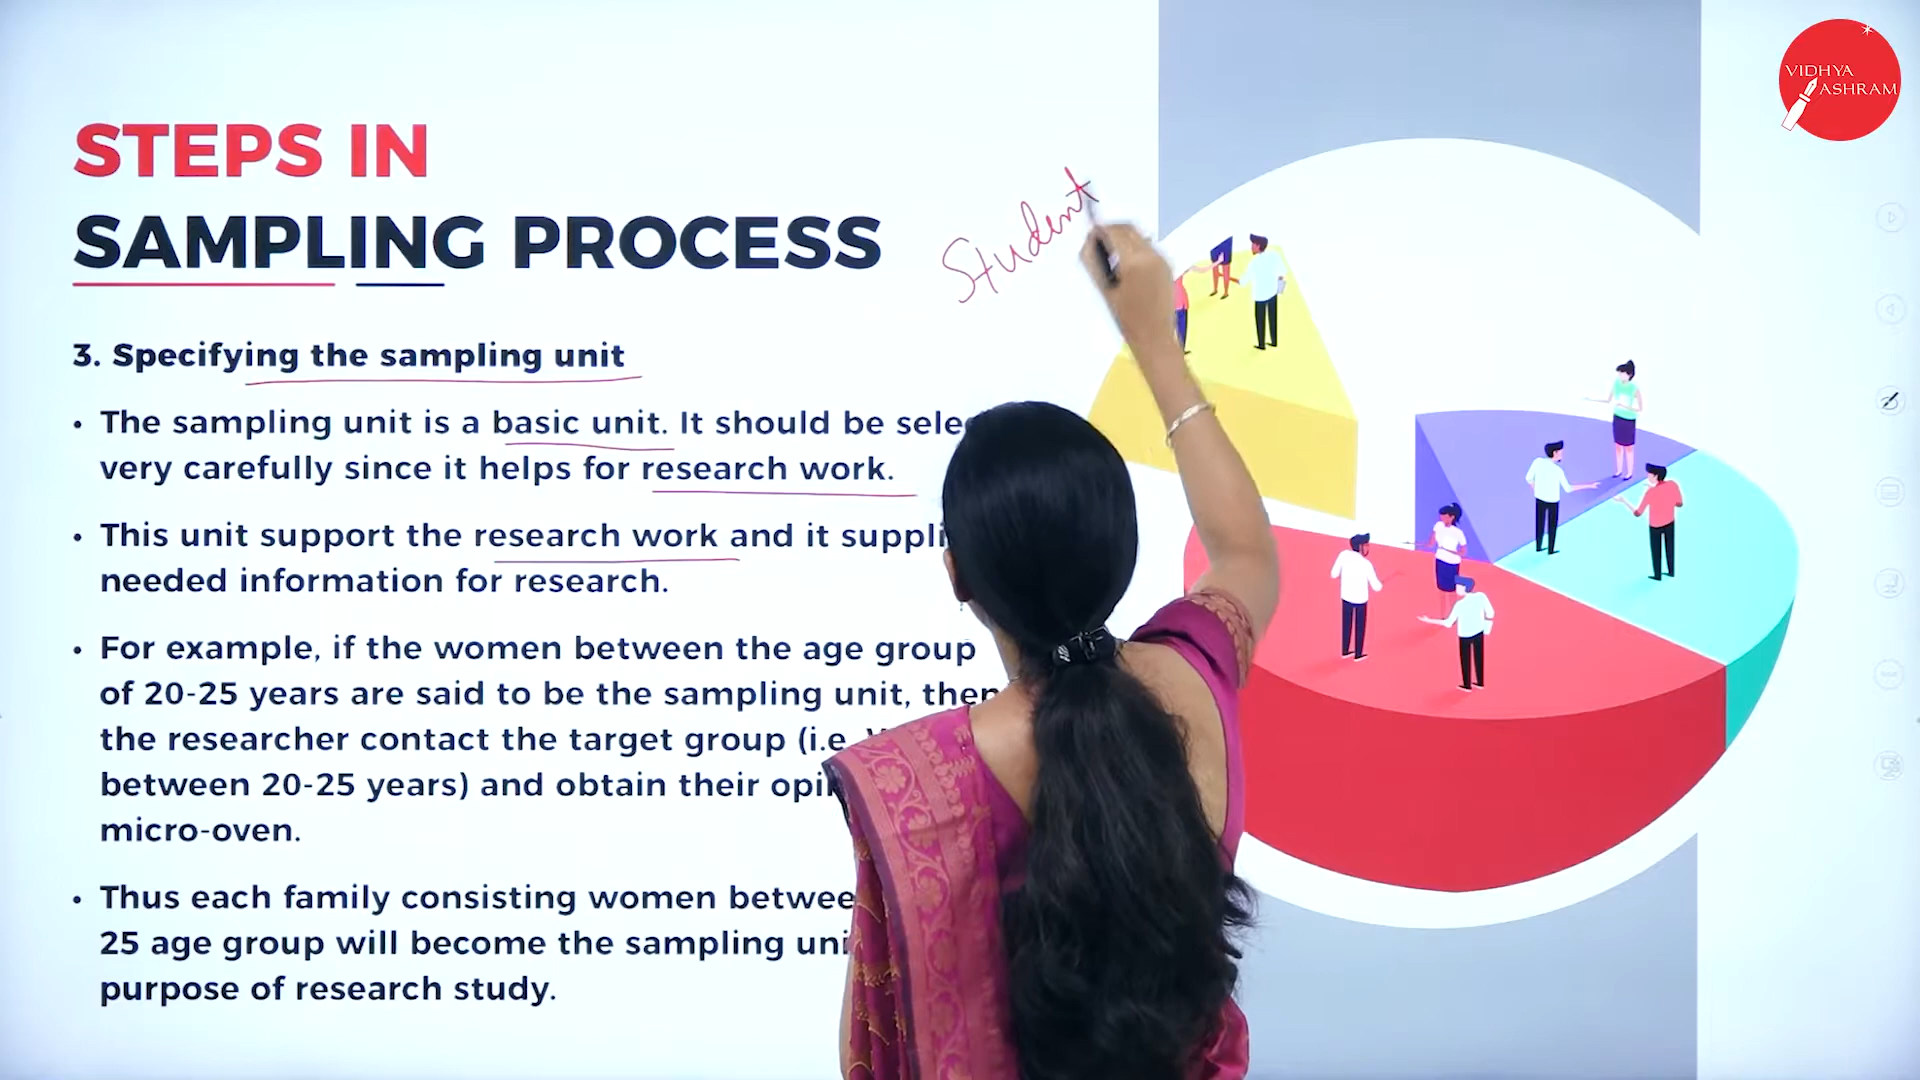 VIDHYA
ASHRAM
STEPS IN
SAMPLING PROCESS
Student
3. Specifying the sampling unit
• The sampling unit is a basic unit. It should be sele
very carefully since it helps for research work.
• This unit support the research work and it suppli
needed information for research.
• For example, if the women between the age group
of 20-25 years are said to be the sampling unit, then
the researcher contact the target group (i.e.
between 20-25 years) and obtain their opi
micro-oven.
• Thus each family consisting women betwee
25 age group will become the sampling uni
purpose of research study.